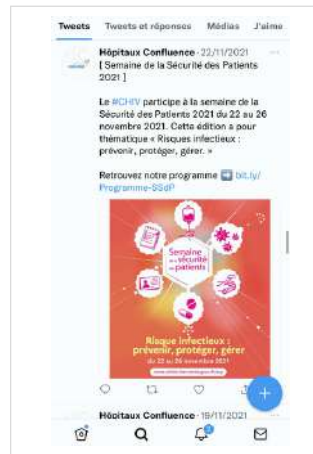 Tweets Tweets et réponses Médias J'aime
Hôpitaux Confluence · 22/11/2021
[ Semaine de la Sécurité des Patients
2021 ]
Le #CHIV participe à la semaine de la
Sécurité des Patients 2021 du 22 au 26
novembre 2021. Cette édition a pour
thématique « Risques infectieux :
prévenir, protéger, gérer. »
Retrouvez notre programme ➡️ bit.ly/
Programme-SSdP
Semaine
de la sécurité
des patients
Risque infectieux :
prévenir, protéger, gérer
du 22 au 26 novembre 2021
Hôpitaux Confluence · 19/11/2021